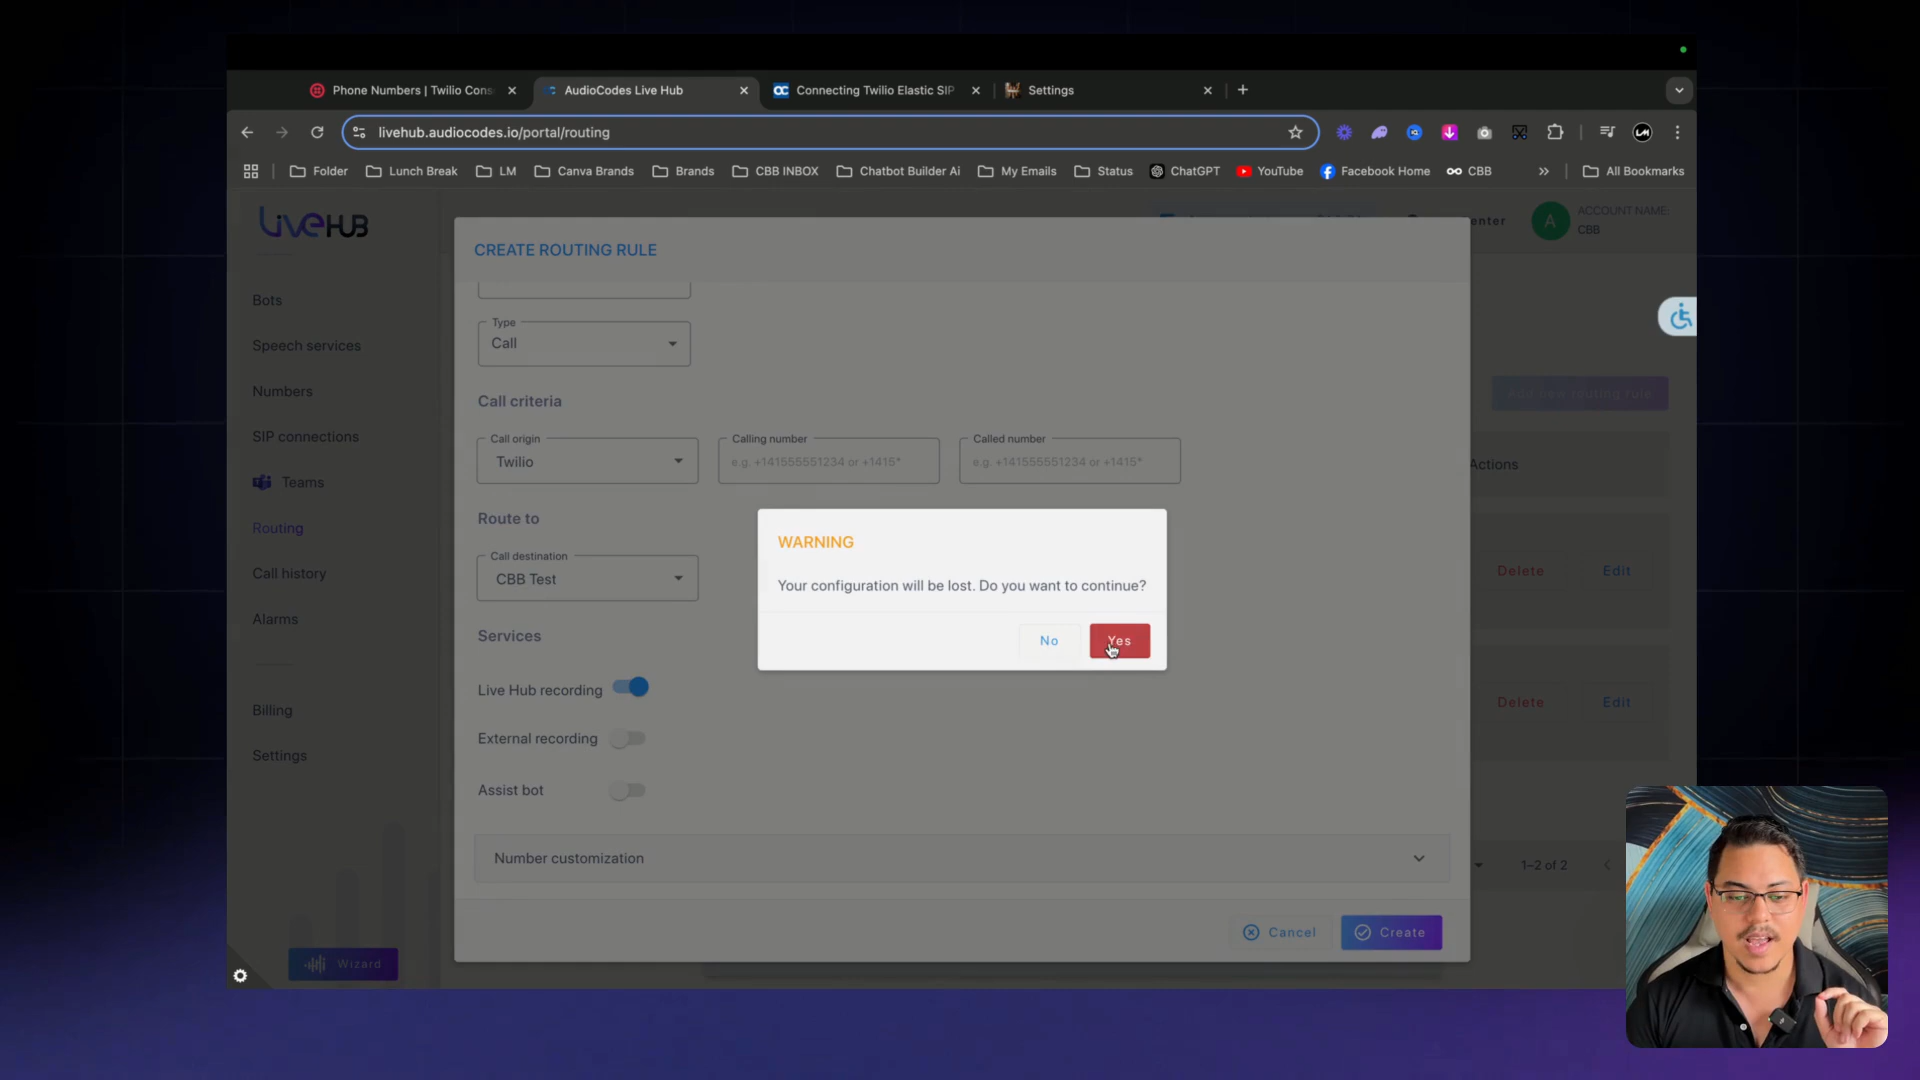 Phone Numbers | Twilio Cons
AudioCodes Live Hub
Connecting Twilio Elastic SIP
Settings
livehub.audiocodes.io/portal/routing
Folder
Lunch Break
LM
Canva Brands
Brands
CBB INBOX
Chatbot Builder Ai
My Emails
Status
ChatGPT
YouTube
Facebook Home
CBB
All Bookmarks
LiveHUB
enter
A
ACCOUNT NAME:
CBB
CREATE ROUTING RULE
Bots
Speech services
Numbers
SIP connections
Teams
Routing
Call history
Alarms
Billing
Settings
Wizard
Type
Call
Call criteria
Call origin
Twilio
Calling number
e.g. +141555551234 or +1415*
Called number
e.g. +141555551234 or +1415*
Route to
Call destination
CBB Test
Services
Live Hub recording
External recording
Assist bot
Number customization
Cancel
Create
WARNING
Your configuration will be lost. Do you want to continue?
No
Yes
Add new routing rule
Actions
Delete
Edit
Delete
Edit
1–2 of 2